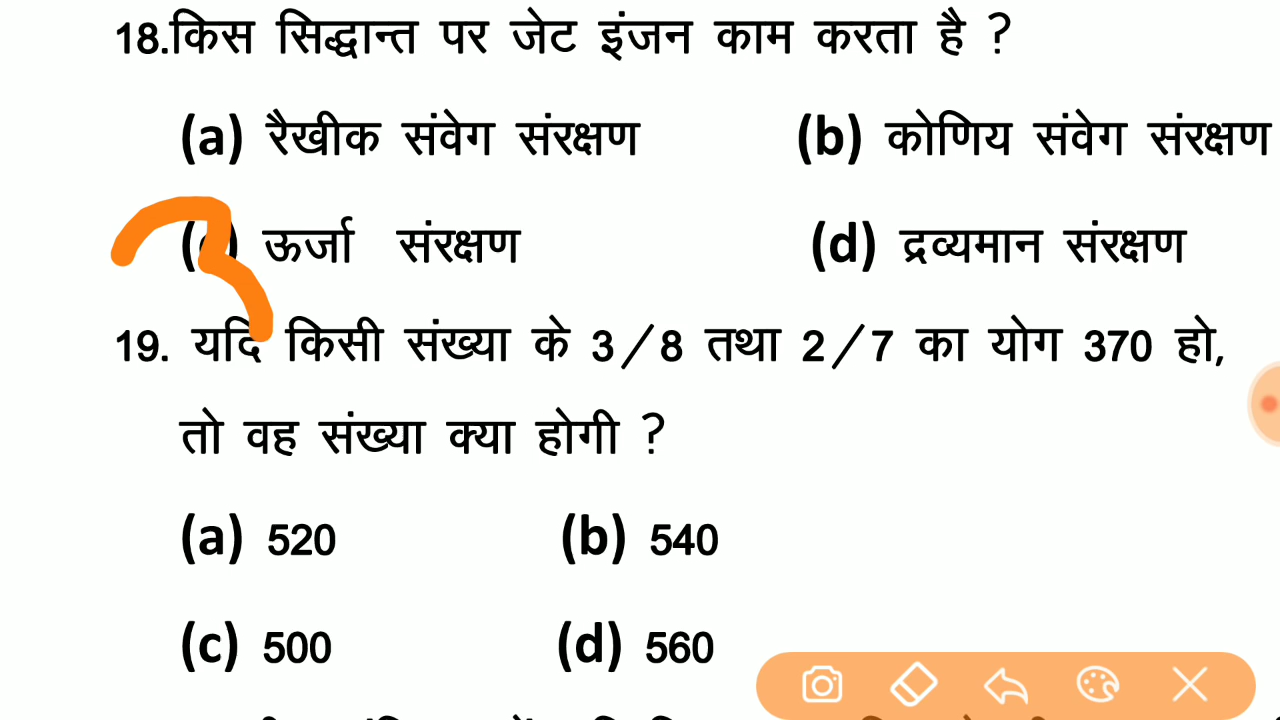 18.किस सिद्धान्त पर जेट इंजन काम करता है ?
(a) रैखीक संवेग संरक्षण (b) कोणिय संवेग संरक्षण
(c) ऊर्जा संरक्षण (d) द्रव्यमान संरक्षण
19. यदि किसी संख्या के 3/8 तथा 2/7 का योग 370 हो,
तो वह संख्या क्या होगी ?
(a) 520 (b) 540
(c) 500 (d) 560